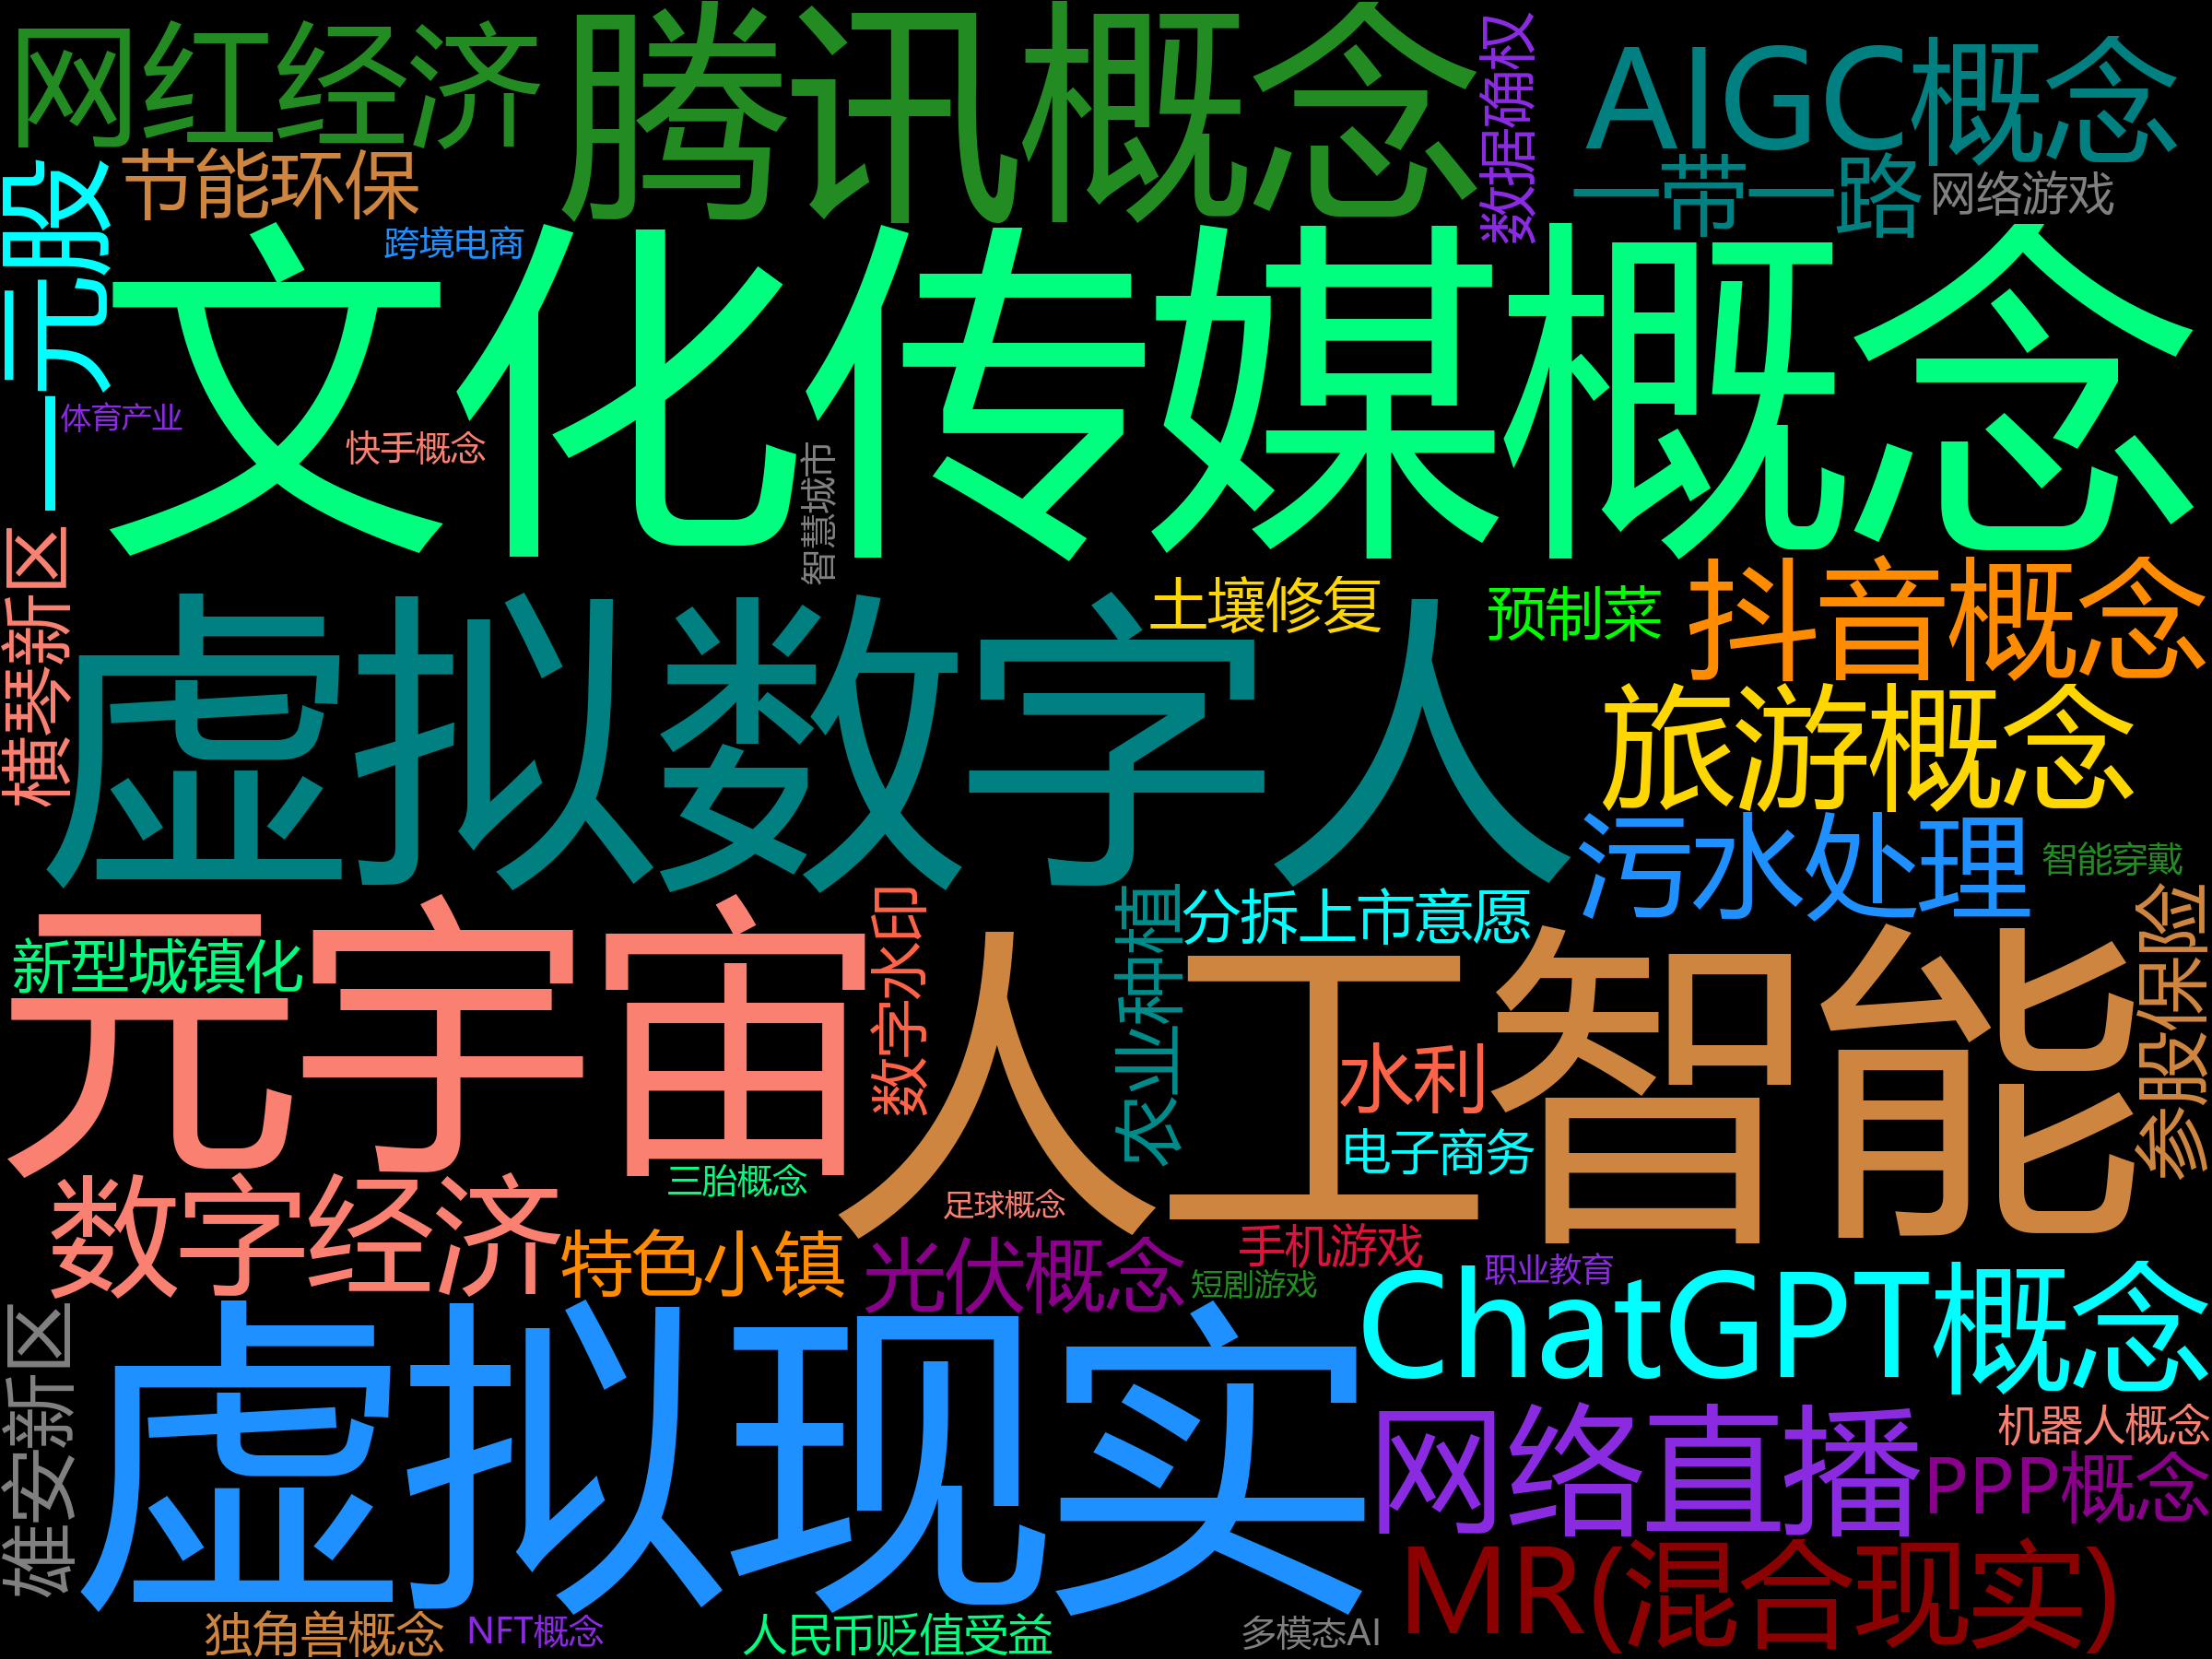 网红经济
腾讯概念
数据确权
AIGC概念
节能环保
一带一路
网络游戏
一元股
跨境电商
文化传媒概念
体育产业
快手概念
智慧城市
横琴新区
土壤修复
预制菜
抖音概念
虚拟数字人
旅游概念
污水处理
智能穿戴
元宇宙
新型城镇化
数字水印
农业种植
分拆上市意愿
参股保险
人工智能
水利
电子商务
三胎概念
足球概念
数字经济
特色小镇
光伏概念
手机游戏
短剧游戏
职业教育
ChatGPT概念
雄安新区
虚拟现实
网络直播
机器人概念
PPP概念
MR(混合现实)
独角兽概念
NFT概念
人民币贬值受益
多模态AI